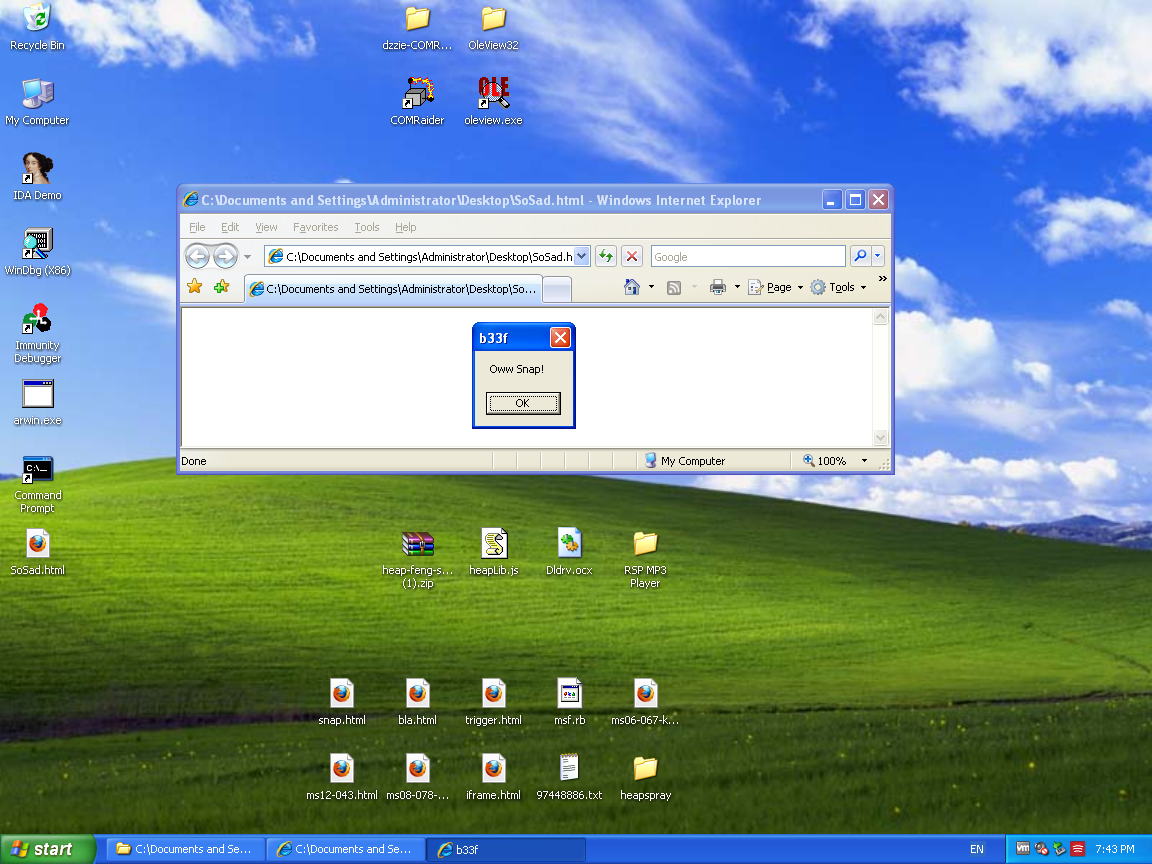 Recycle Bin
dzzie-COMR...
OleView32
My Computer
COMRaider
OLE
oleview.exe
IDA Demo
C:\Documents and Settings\Administrator\Desktop\SoSad.html - Windows Internet Explorer
File Edit View Favorites Tools Help
WinDbg (X86)
C:\Documents and Settings\Administrator\Desktop\SoSad.h
Google
C:\Documents and Settings\Administrator\Desktop\So...
Page
Tools
»
Immunity
Debugger
b33f
Oww Snap!
OK
arwin.exe
Done
My Computer
100%
C:\
Command
Prompt
SoSad.html
heap-feng-s...
(1).zip
heapLib.js
Dldrv.ocx
RSP MP3
Player
snap.html
bla.html
trigger.html
msf.rb
ms06-067-k...
ms12-043.html
ms08-078-...
iframe.html
97448886.txt
heapspray
start
C:\Documents and Se...
C:\Documents and Se...
b33f
EN
vm
7:43 PM